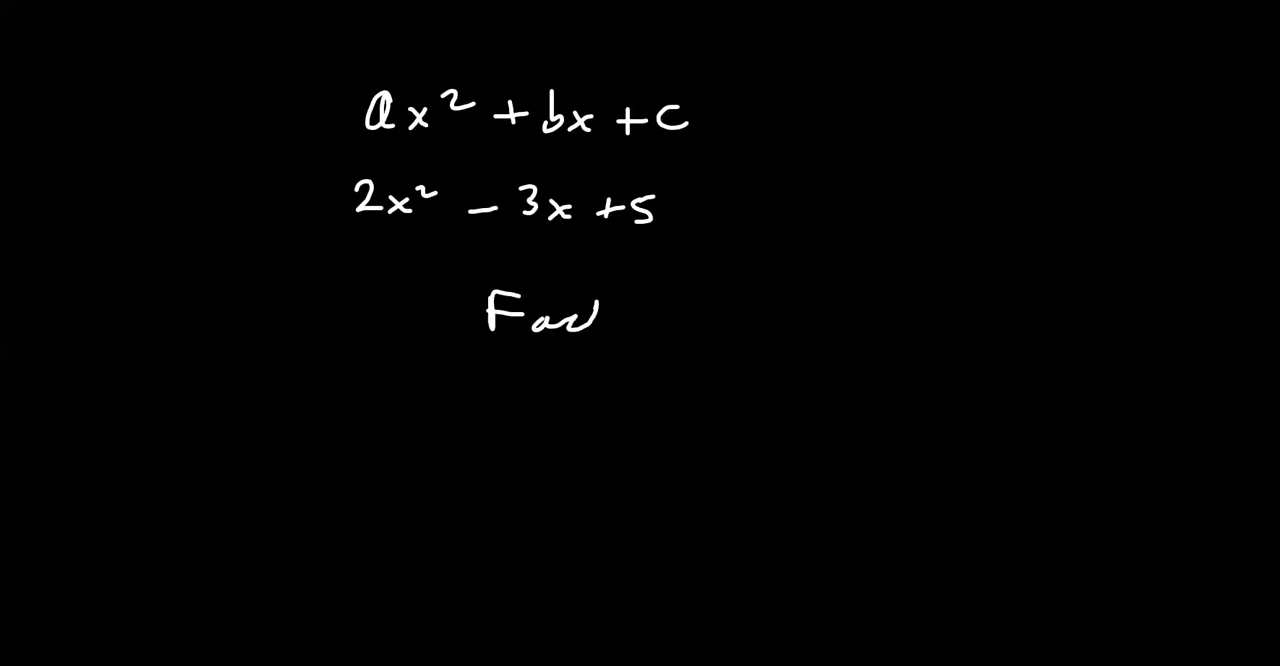 ax² + bx + c
2x² - 3x + 5